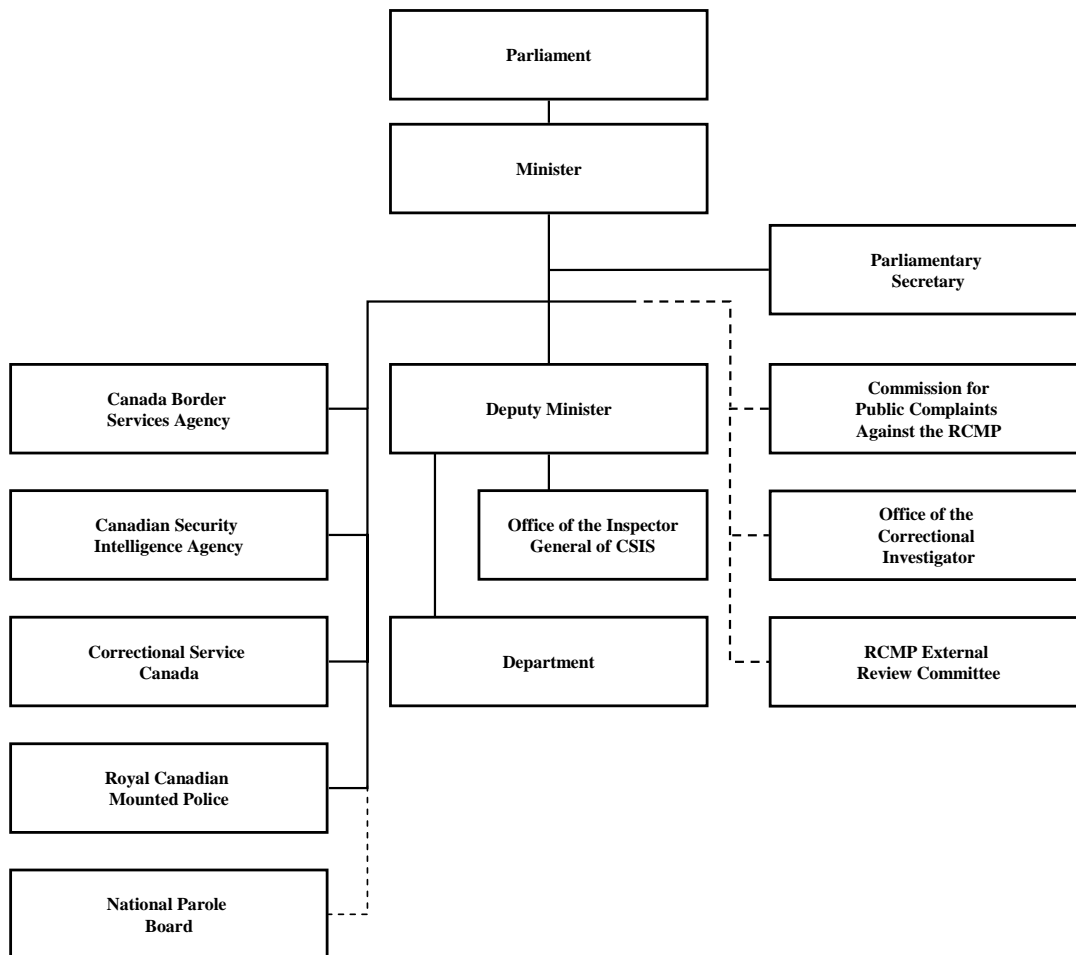 Parliament
Minister
Parliamentary
Secretary
Canada Border
Services Agency
Deputy Minister
Commission for
Public Complaints
Against the RCMP
Canadian Security
Intelligence Agency
Office of the Inspector
General of CSIS
Office of the
Correctional
Investigator
Correctional Service
Canada
Department
RCMP External
Review Committee
Royal Canadian
Mounted Police
National Parole
Board